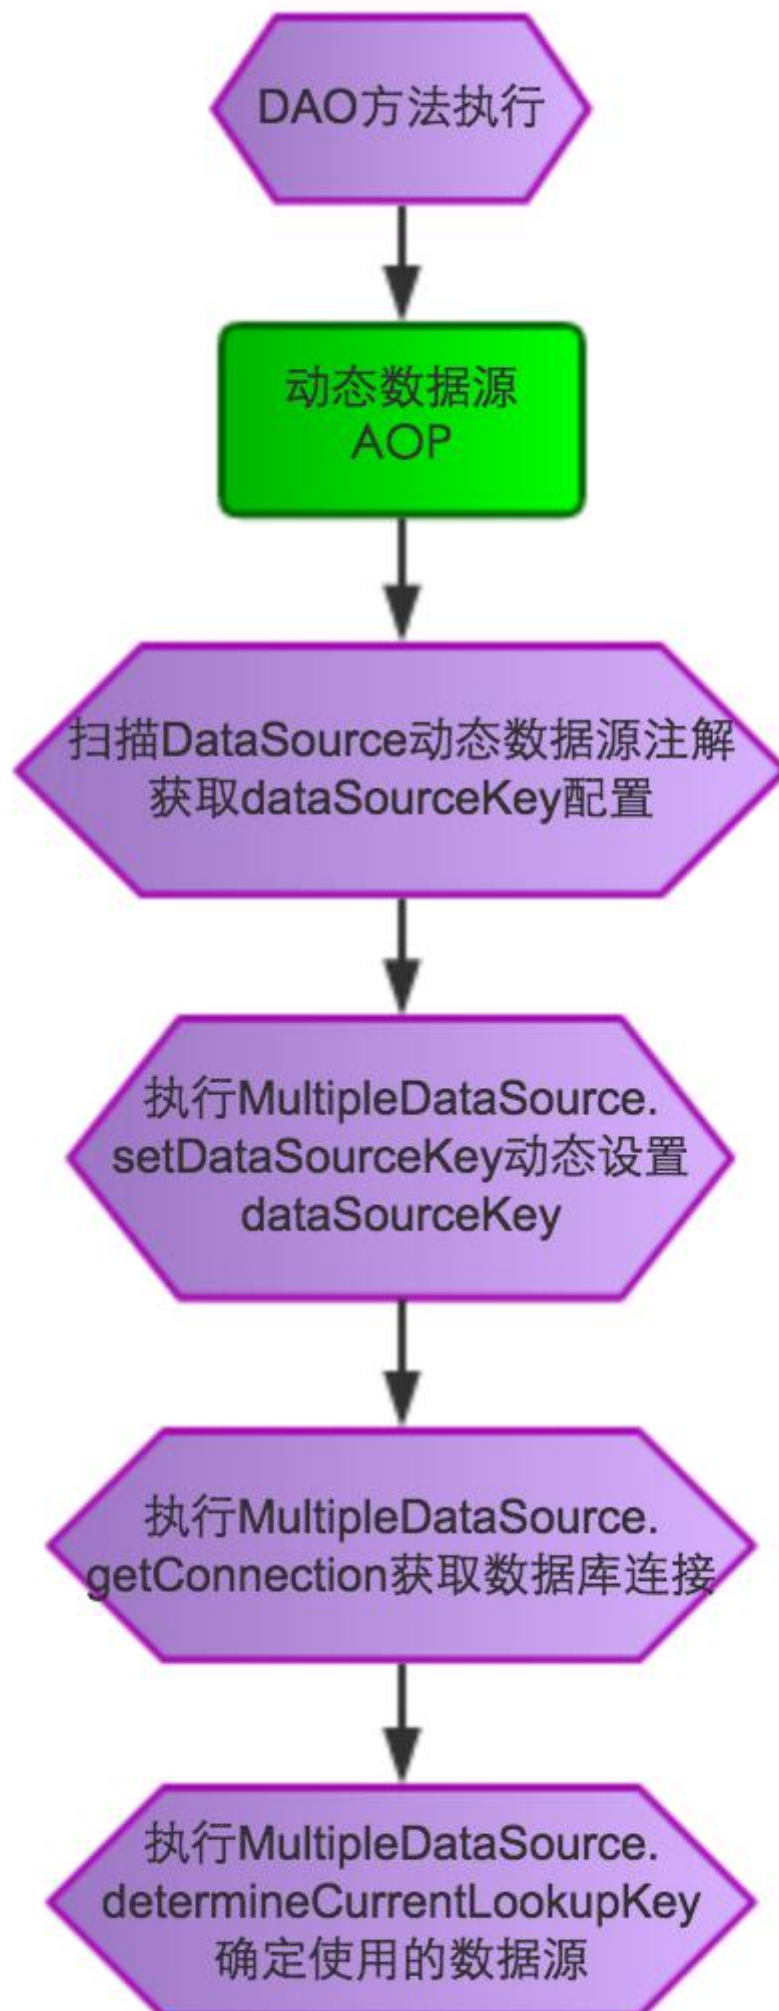 DAO方法执行
动态数据源
AOP
扫描DataSource动态数据源注解
获取dataSourceKey配置
执行MultipleDataSource.
setDataSourceKey动态设置
dataSourceKey
执行MultipleDataSource.
getConnection获取数据库连接
执行MultipleDataSource.
determineCurrentLookupKey
确定使用的数据源